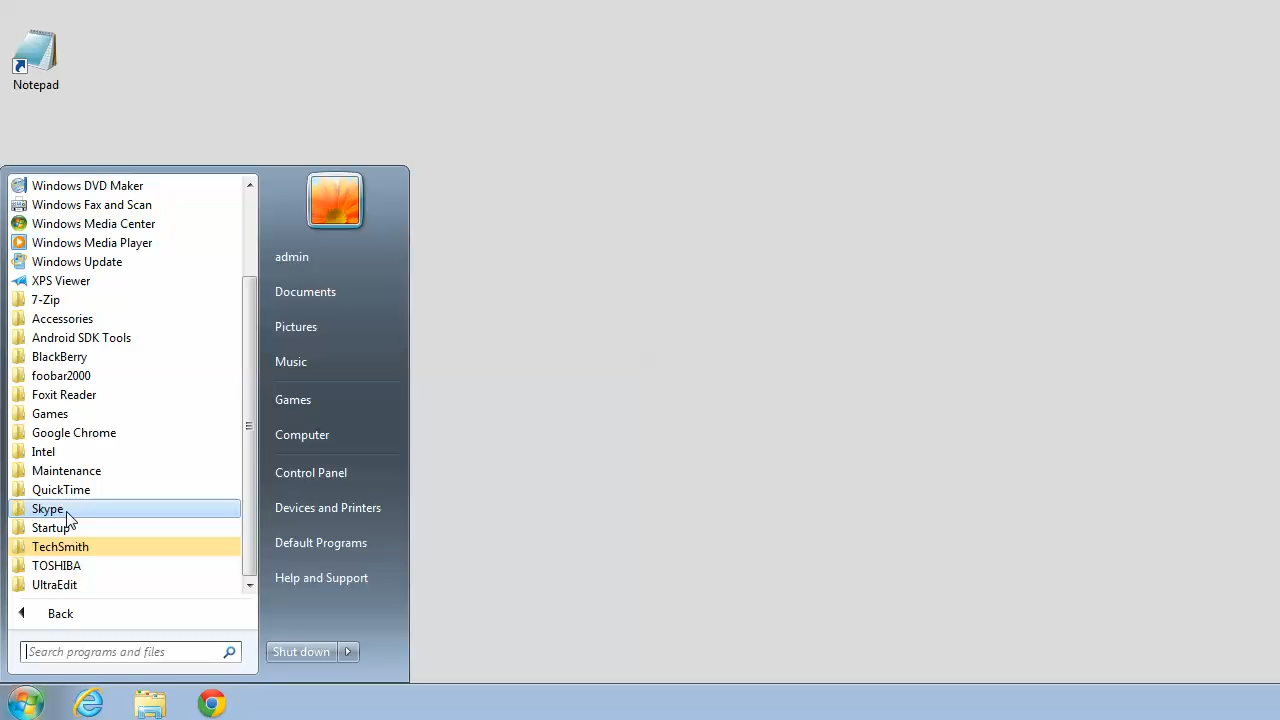 Notepad
Windows DVD Maker
Windows Fax and Scan
Windows Media Center
Windows Media Player
Windows Update
XPS Viewer
7-Zip
Accessories
Android SDK Tools
BlackBerry
foobar2000
Foxit Reader
Games
Google Chrome
Intel
Maintenance
QuickTime
Skype
Startup
TechSmith
TOSHIBA
UltraEdit
Back
Search programs and files
admin
Documents
Pictures
Music
Games
Computer
Control Panel
Devices and Printers
Default Programs
Help and Support
Shut down